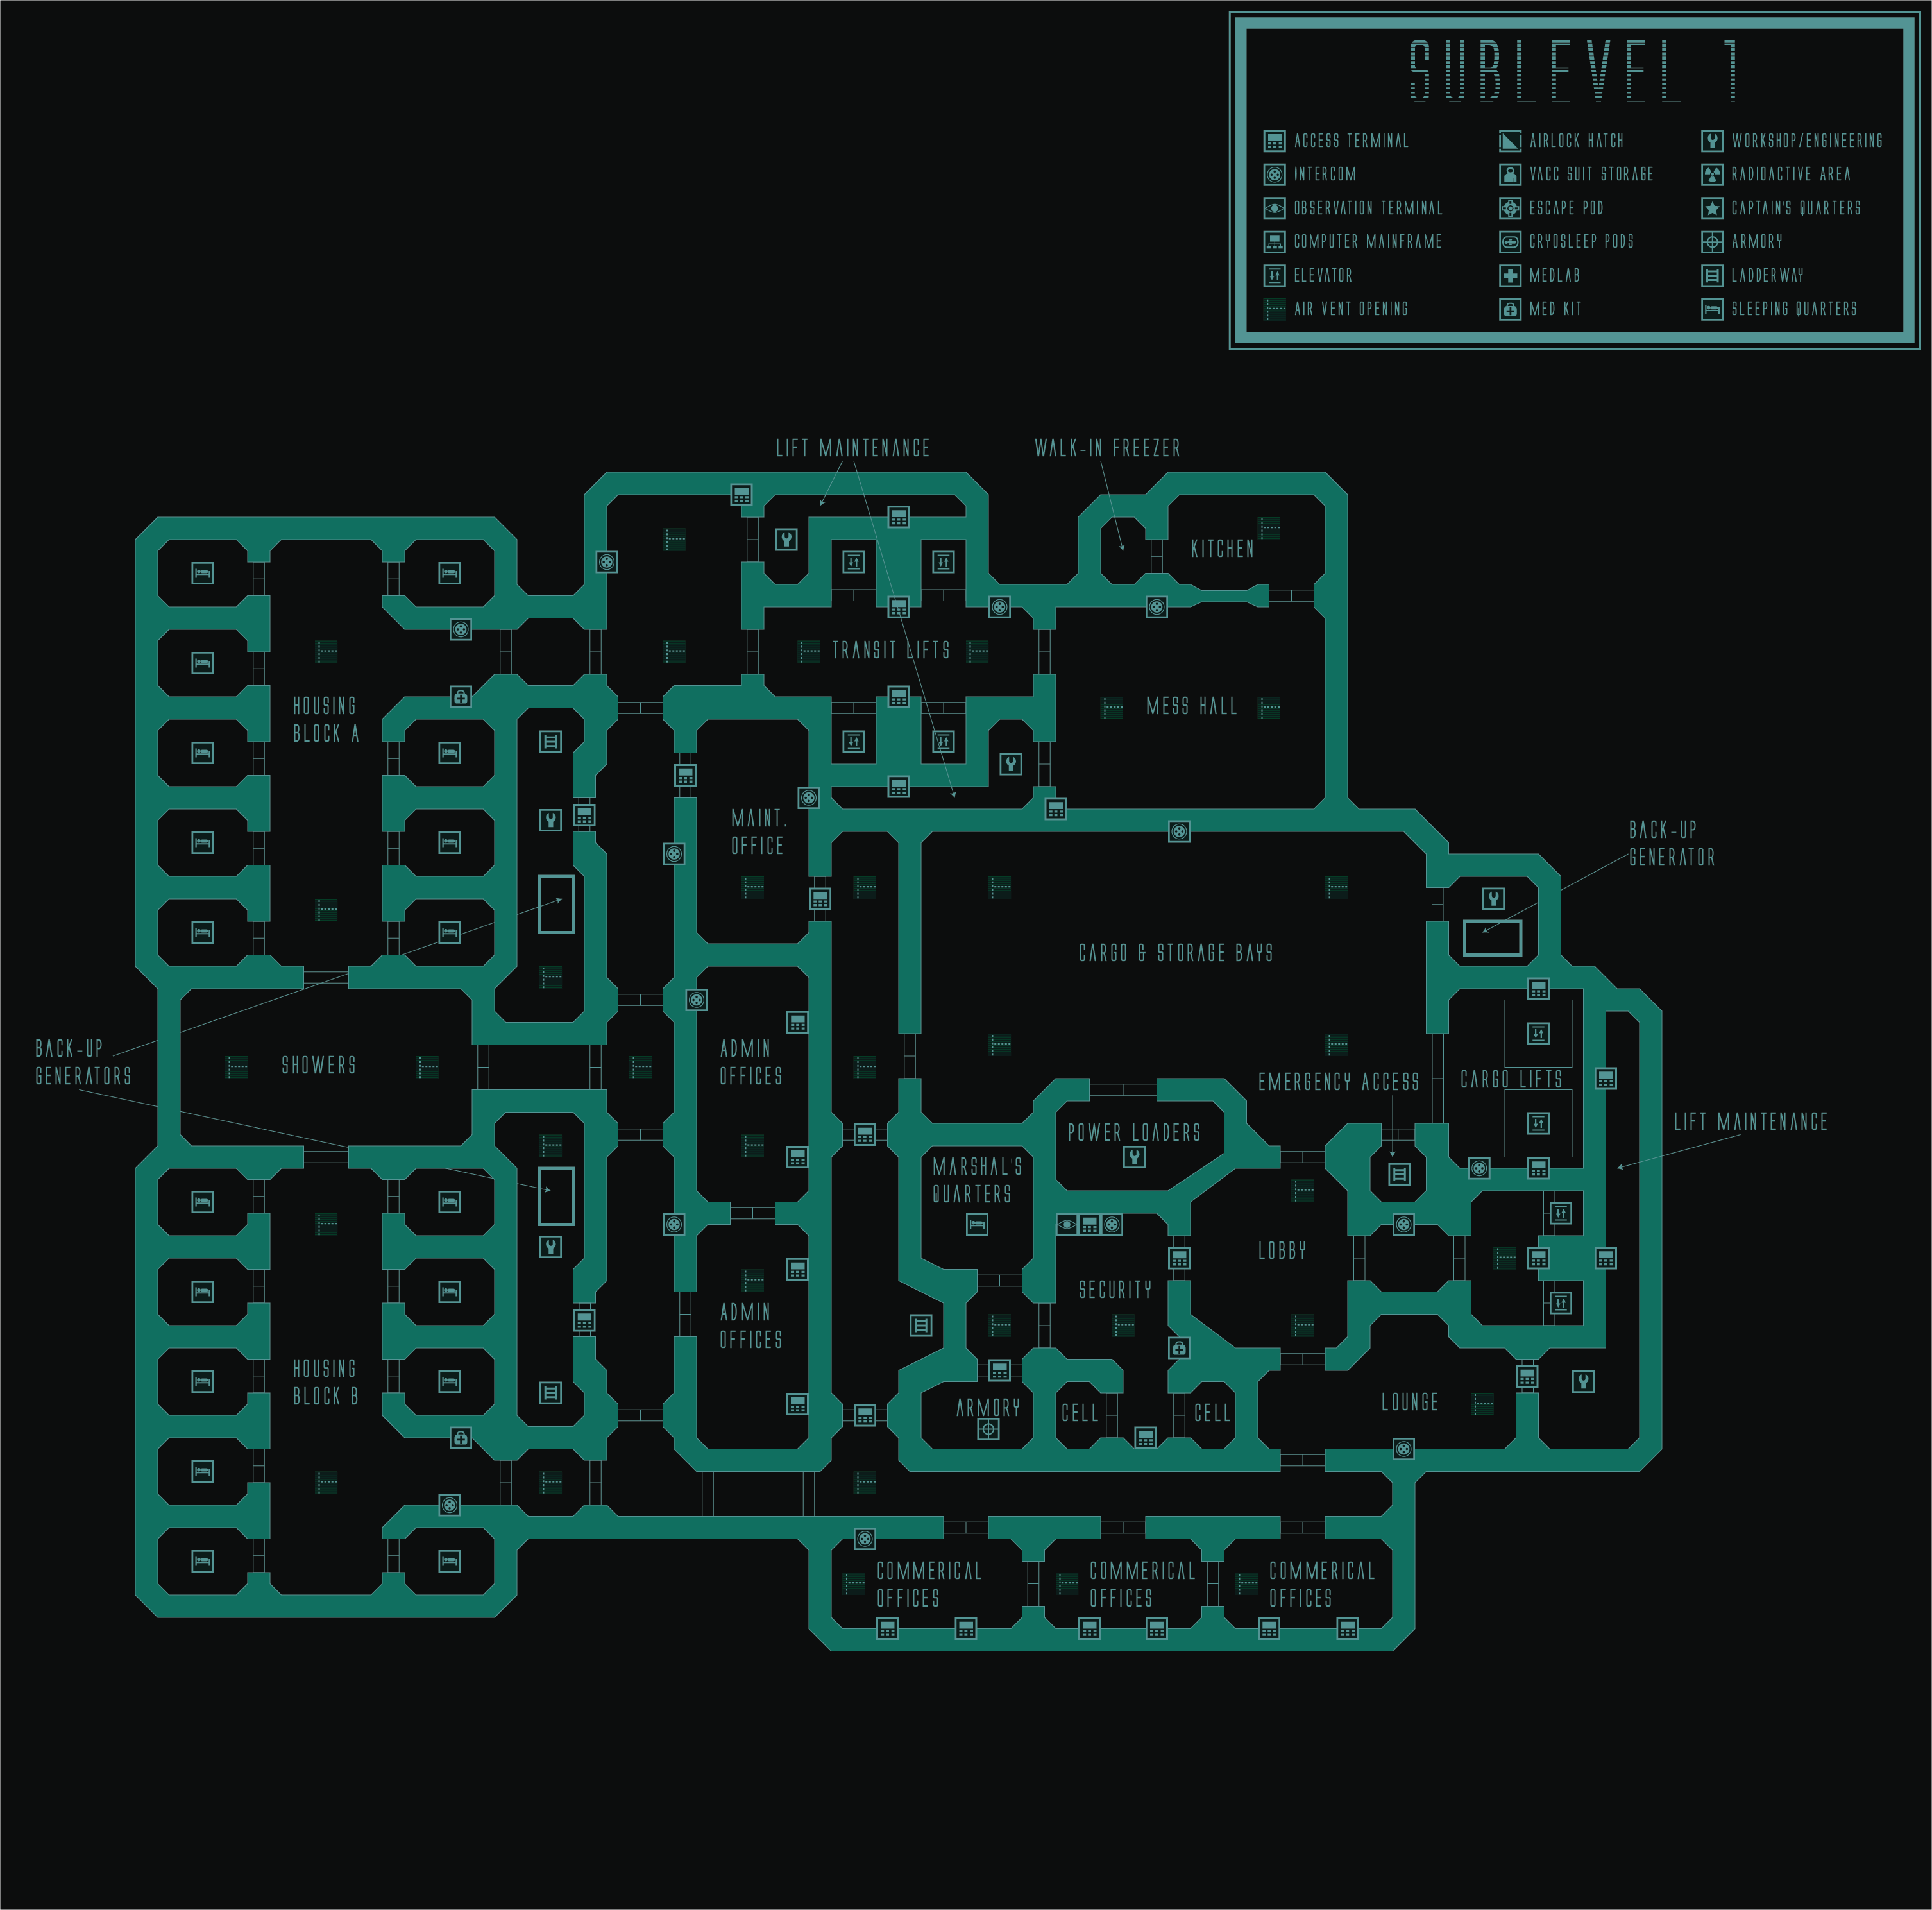 SUBLEVEL 1
ACCESS TERMINAL
INTERCOM
OBSERVATION TERMINAL
COMPUTER MAINFRAME
ELEVATOR
AIR VENT OPENING
AIRLOCK HATCH
VACC SUIT STORAGE
ESCAPE POD
CRYOSLEEP PODS
MEDLAB
MED KIT
WORKSHOP/ENGINEERING
RADIOACTIVE AREA
CAPTAIN'S QUARTERS
ARMORY
LADDERWAY
SLEEPING QUARTERS
LIFT MAINTENANCE
WALK-IN FREEZER
KITCHEN
TRANSIT LIFTS
MESS HALL
HOUSING
BLOCK A
MAINT.
OFFICE
BACK-UP
GENERATOR
CARGO & STORAGE BAYS
BACK-UP
GENERATORS
SHOWERS
ADMIN
OFFICES
EMERGENCY ACCESS
CARGO LIFTS
POWER LOADERS
LIFT MAINTENANCE
MARSHAL'S
QUARTERS
LOBBY
SECURITY
ADMIN
OFFICES
HOUSING
BLOCK B
ARMORY
CELL
CELL
LOUNGE
COMMERICAL
OFFICES
COMMERICAL
OFFICES
COMMERICAL
OFFICES